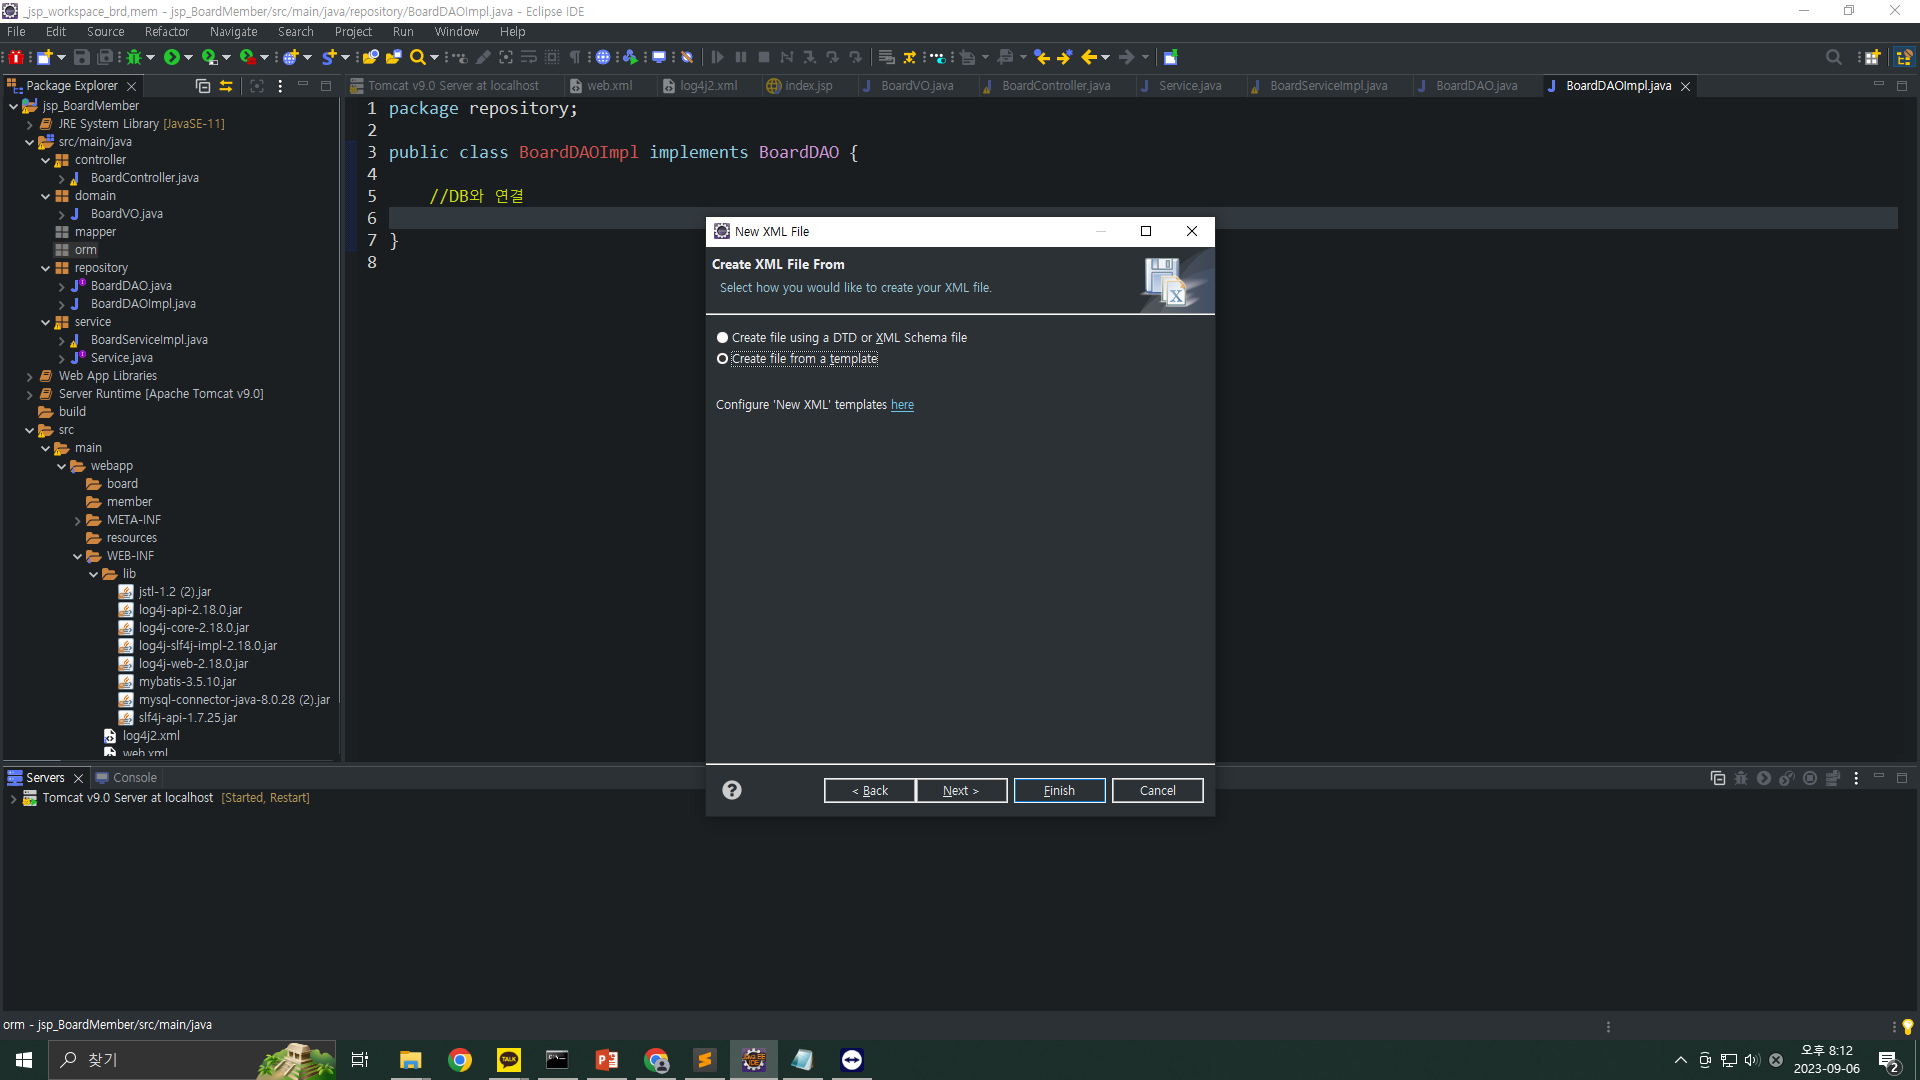 _jsp_workspace_brd,mem - jsp_BoardMember/src/main/java/repository/BoardDAOImpl.java - Eclipse IDE
File Edit Source Refactor Navigate Search Project Run Window Help
Package Explorer
Tomcat v9.0 Server at localhost
web.xml
log4j2.xml
index.jsp
BoardVO.java
BoardController.java
Service.java
BoardServiceImpl.java
BoardDAO.java
BoardDAOImpl.java
jsp_BoardMember
JRE System Library [JavaSE-11]
src/main/java
controller
BoardController.java
domain
BoardVO.java
mapper
orm
repository
BoardDAO.java
BoardDAOImpl.java
service
BoardServiceImpl.java
Service.java
Web App Libraries
Server Runtime [Apache Tomcat v9.0]
build
src
main
webapp
board
member
META-INF
resources
WEB-INF
lib
jstl-1.2 (2).jar
log4j-api-2.18.0.jar
log4j-core-2.18.0.jar
log4j-slf4j-impl-2.18.0.jar
log4j-web-2.18.0.jar
mybatis-3.5.10.jar
mysql-connector-java-8.0.28 (2).jar
slf4j-api-1.7.25.jar
log4j2.xml
web.xml
1 package repository;
2
3 public class BoardDAOImpl implements BoardDAO {
4
5 //DB와 연결
6
7 }
8
New XML File
Create XML File From
Select how you would like to create your XML file.
Create file using a DTD or XML Schema file
Create file from a template
Configure 'New XML' templates here
< Back
Next >
Finish
Cancel
Servers
Console
Tomcat v9.0 Server at localhost [Started, Restart]
orm - jsp_BoardMember/src/main/java
찾기
TALK
오후 8:12
2023-09-06
2